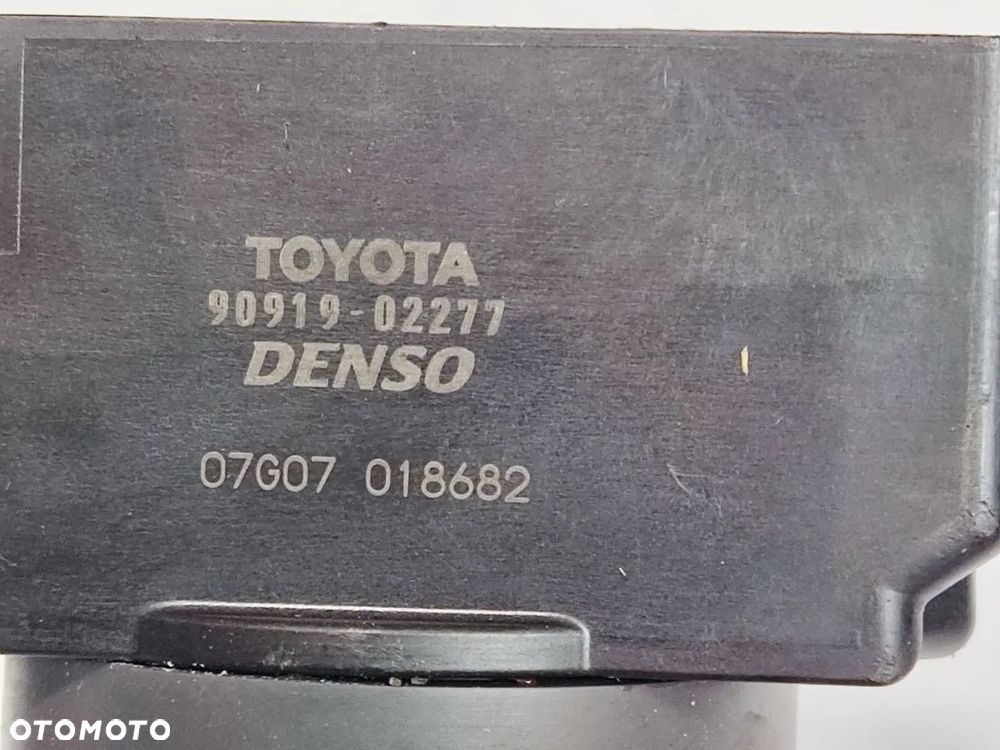 TOYOTA
90919-02277
DENSO
07G07 018682
OTOMOTO